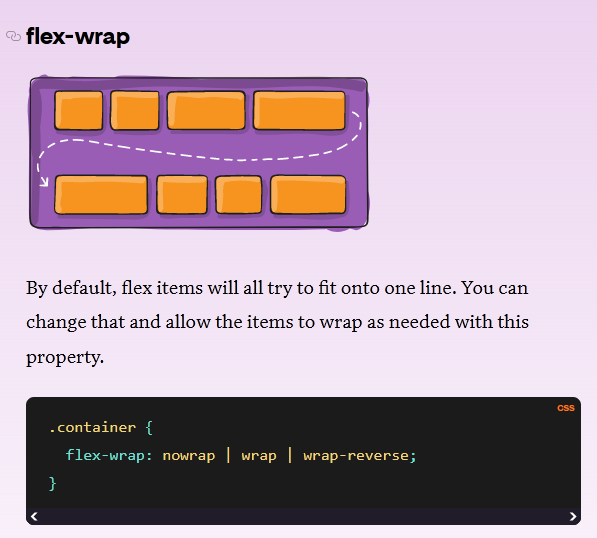 flex-wrap
By default, flex items will all try to fit onto one line. You can
change that and allow the items to wrap as needed with this
property.
CSS
.container {
  flex-wrap: nowrap | wrap | wrap-reverse;
}